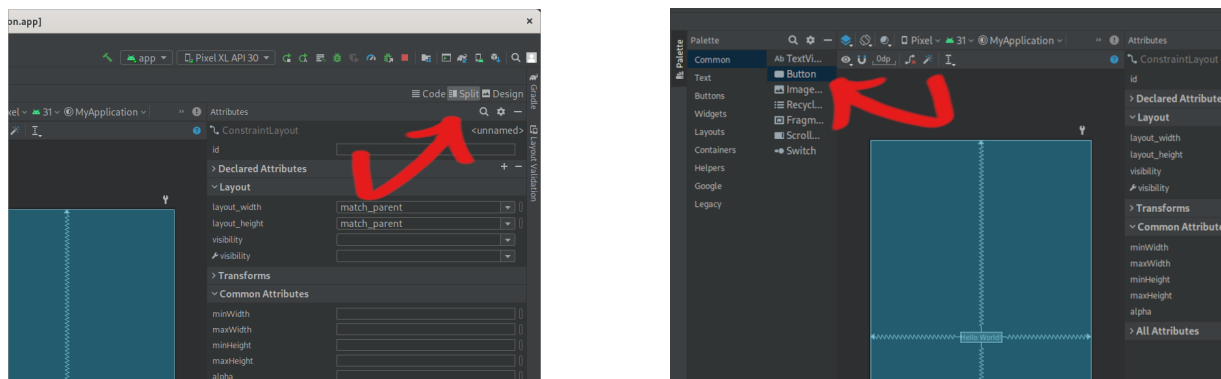 on.app]
app
Pixel XL API 30
Code Split Design
xel 31 MyApplication
Attributes
ConstraintLayout <unnamed>
id
Declared Attributes
Layout
layout_width match_parent
layout_height match_parent
visibility
visibility
Transforms
Common Attributes
minWidth
maxWidth
minHeight
maxHeight
alpha
Gradle
Layout Validation
Palette
Palette
Common
Text
Buttons
Widgets
Layouts
Containers
Helpers
Google
Legacy
Ab TextVi...
Button
Image...
Recycl...
Fragm...
Scroll...
Switch
Pixel 31 MyApplication
0dp
Hello World!
Attributes
ConstraintLayout
id
Declared Attribute
Layout
layout_width
layout_height
visibility
visibility
Transforms
Common Attribute
minWidth
maxWidth
minHeight
maxHeight
alpha
All Attributes